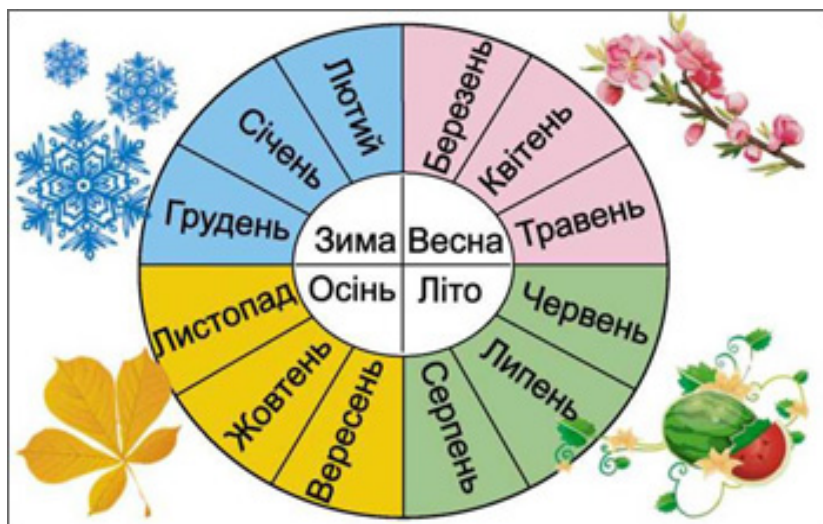 Лютий
Березень
Січень
Квітень
Грудень
Травень
Зима
Весна
Осінь
Літо
Листопад
Червень
Жовтень
Липень
Вересень
Серпень